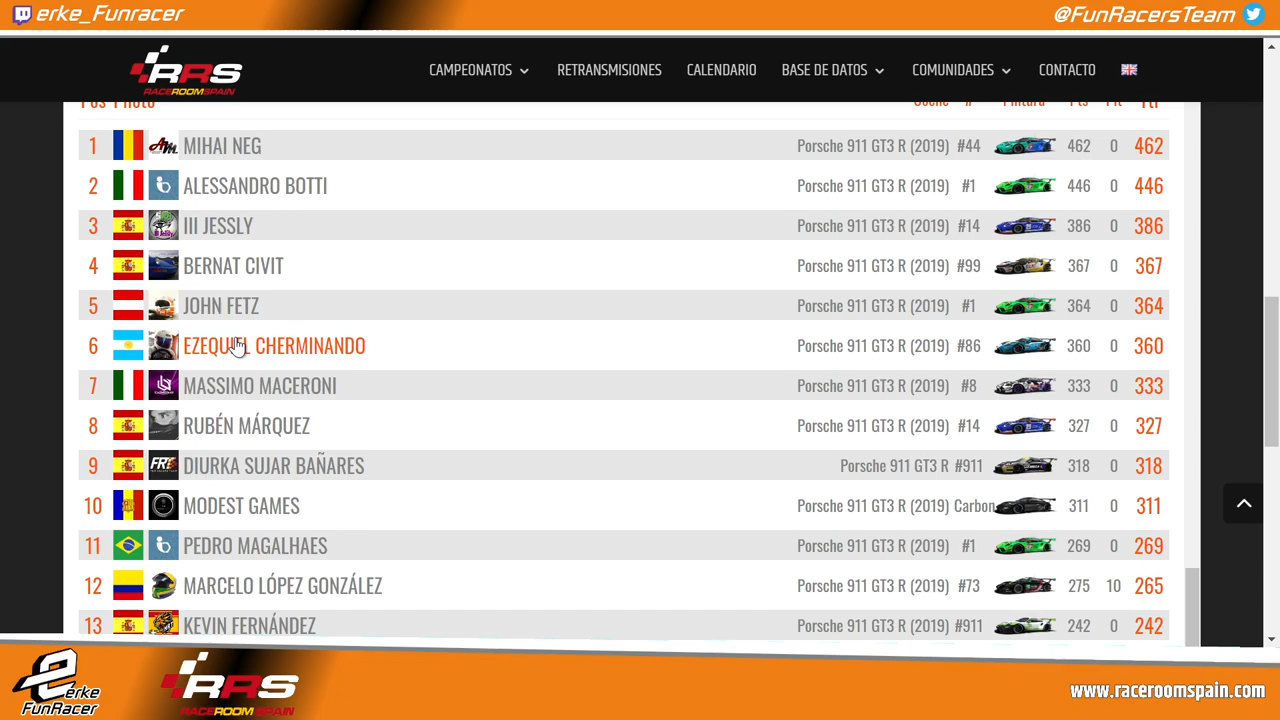 erke_Funracer
@FunRacersTeam
RRS
RACEROOMSPAIN
CAMPEONATOS RETRANSMISIONES CALENDARIO BASE DE DATOS COMUNIDADES CONTACTO
Pos Photo Coche # Pintura Pts Plt Ttl
1 MIHAI NEG Porsche 911 GT3 R (2019) #44 462 0 462
2 ALESSANDRO BOTTI Porsche 911 GT3 R (2019) #1 446 0 446
3 III JESSLY Porsche 911 GT3 R (2019) #14 386 0 386
4 BERNAT CIVIT Porsche 911 GT3 R (2019) #99 367 0 367
5 JOHN FETZ Porsche 911 GT3 R (2019) #1 364 0 364
6 EZEQUIEL CHERMINANDO Porsche 911 GT3 R (2019) #86 360 0 360
7 MASSIMO MACERONI Porsche 911 GT3 R (2019) #8 333 0 333
8 RUBÉN MÁRQUEZ Porsche 911 GT3 R (2019) #14 327 0 327
9 DIURKA SUJAR BAÑARES Porsche 911 GT3 R #911 318 0 318
10 MODEST GAMES Porsche 911 GT3 R (2019) Carbon 311 0 311
11 PEDRO MAGALHAES Porsche 911 GT3 R (2019) #1 269 0 269
12 MARCELO LÓPEZ GONZÁLEZ Porsche 911 GT3 R (2019) #73 275 10 265
13 KEVIN FERNÁNDEZ Porsche 911 GT3 R (2019) #911 242 0 242
e erke
FunRacer
RRS
RACEROOM SPAIN
www.raceroomspain.com